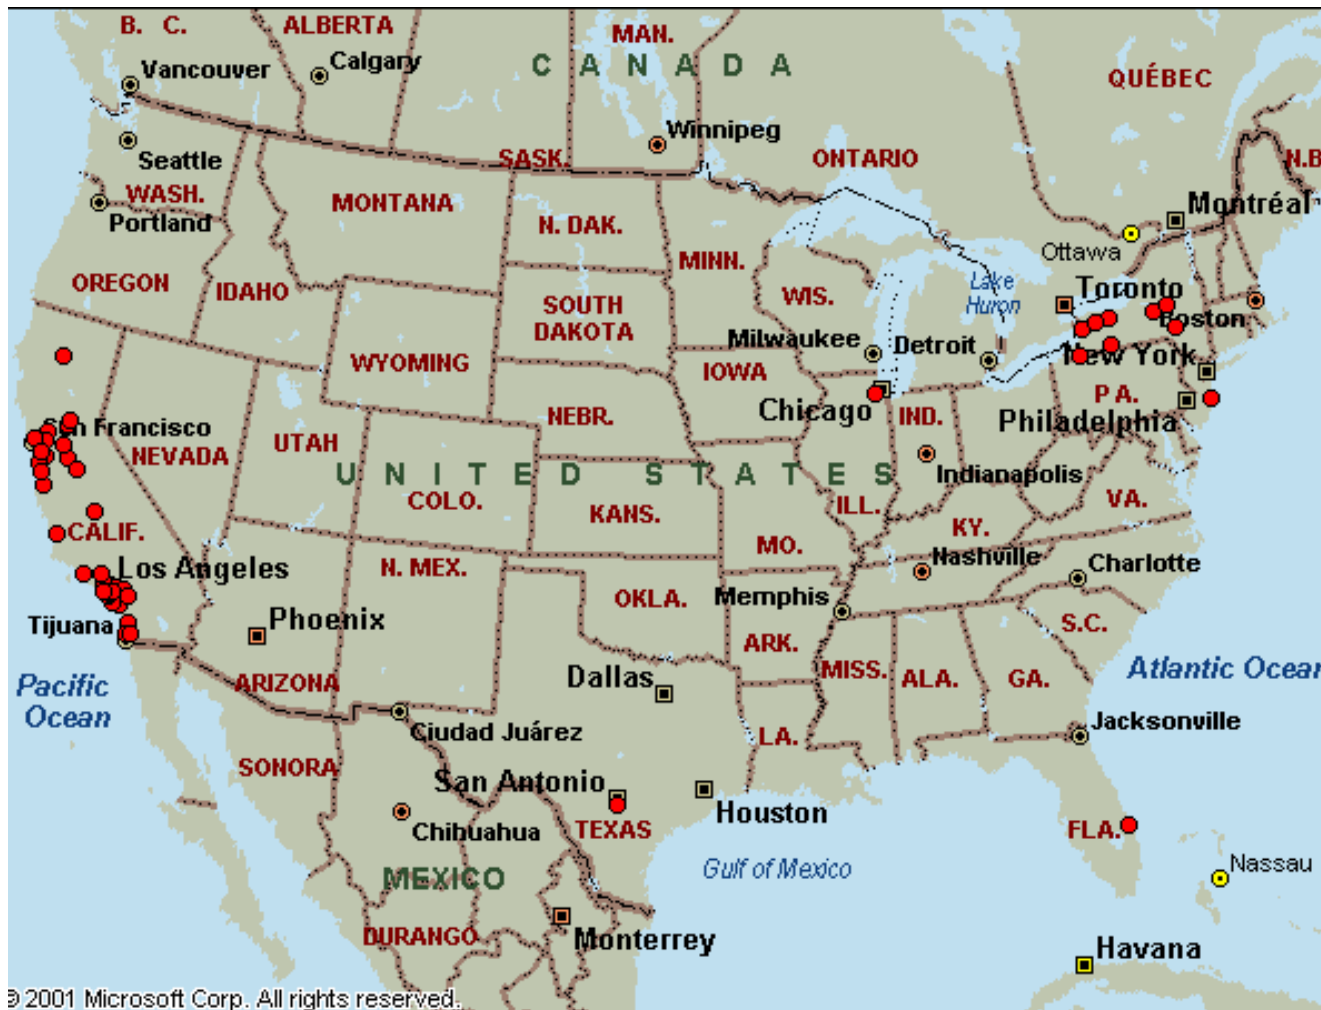 B. C.
ALBERTA
MAN.
CANADA
Calgary
Vancouver
QUÉBEC
Winnipeg
Seattle
SASK.
ONTARIO
N.B
WASH.
MONTANA
Montréal
Portland
N. DAK.
Ottawa
MINN.
OREGON
IDAHO
Lake
Huron
Toronto
WIS.
SOUTH
DAKOTA
Boston
Milwaukee
Detroit
New York
WYOMING
IOWA
PA.
Chicago
IND.
Philadelphia
NEBR.
San Francisco
UTAH
NEVADA
UNITED STATES
Indianapolis
COLO.
VA.
KANS.
ILL.
KY.
CALIF.
MO.
Nashville
Charlotte
Los Angeles
N. MEX.
OKLA.
Memphis
Tijuana
Phoenix
S.C.
ARK.
MISS.
ALA.
GA.
Atlantic Ocean
Dallas
Pacific
Ocean
ARIZONA
Jacksonville
Ciudad Juárez
LA.
SONORA
San Antonio
Houston
Chihuahua
TEXAS
FLA.
Gulf of Mexico
Nassau
MEXICO
DURANGO
Monterrey
Havana
© 2001 Microsoft Corp. All rights reserved.